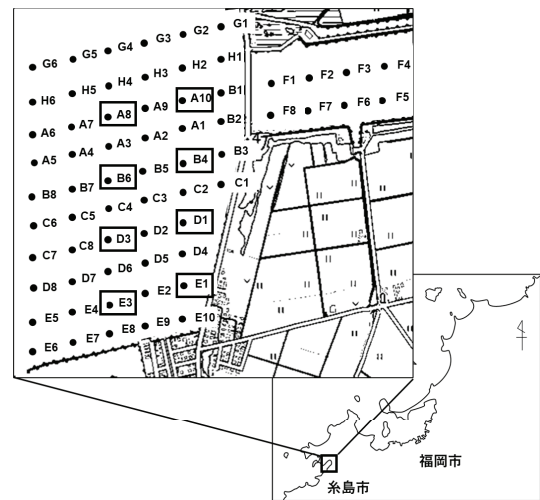 G6 G5 G4 G3 G2 G1
H6 H5 H4 H3 H2 H1
A6 A7 A8 A9 A10 B1
A5 A4 A3 A2 A1 B2
B8 B7 B6 B5 B4 B3
C6 C5 C4 C3 C2 C1
C7 C8 D3 D2 D1
D8 D7 D6 D5 D4
E5 E4 E3 E2 E1
E6 E7 E8 E9 E10
F1 F2 F3 F4
F8 F7 F6 F5
福岡市
糸島市